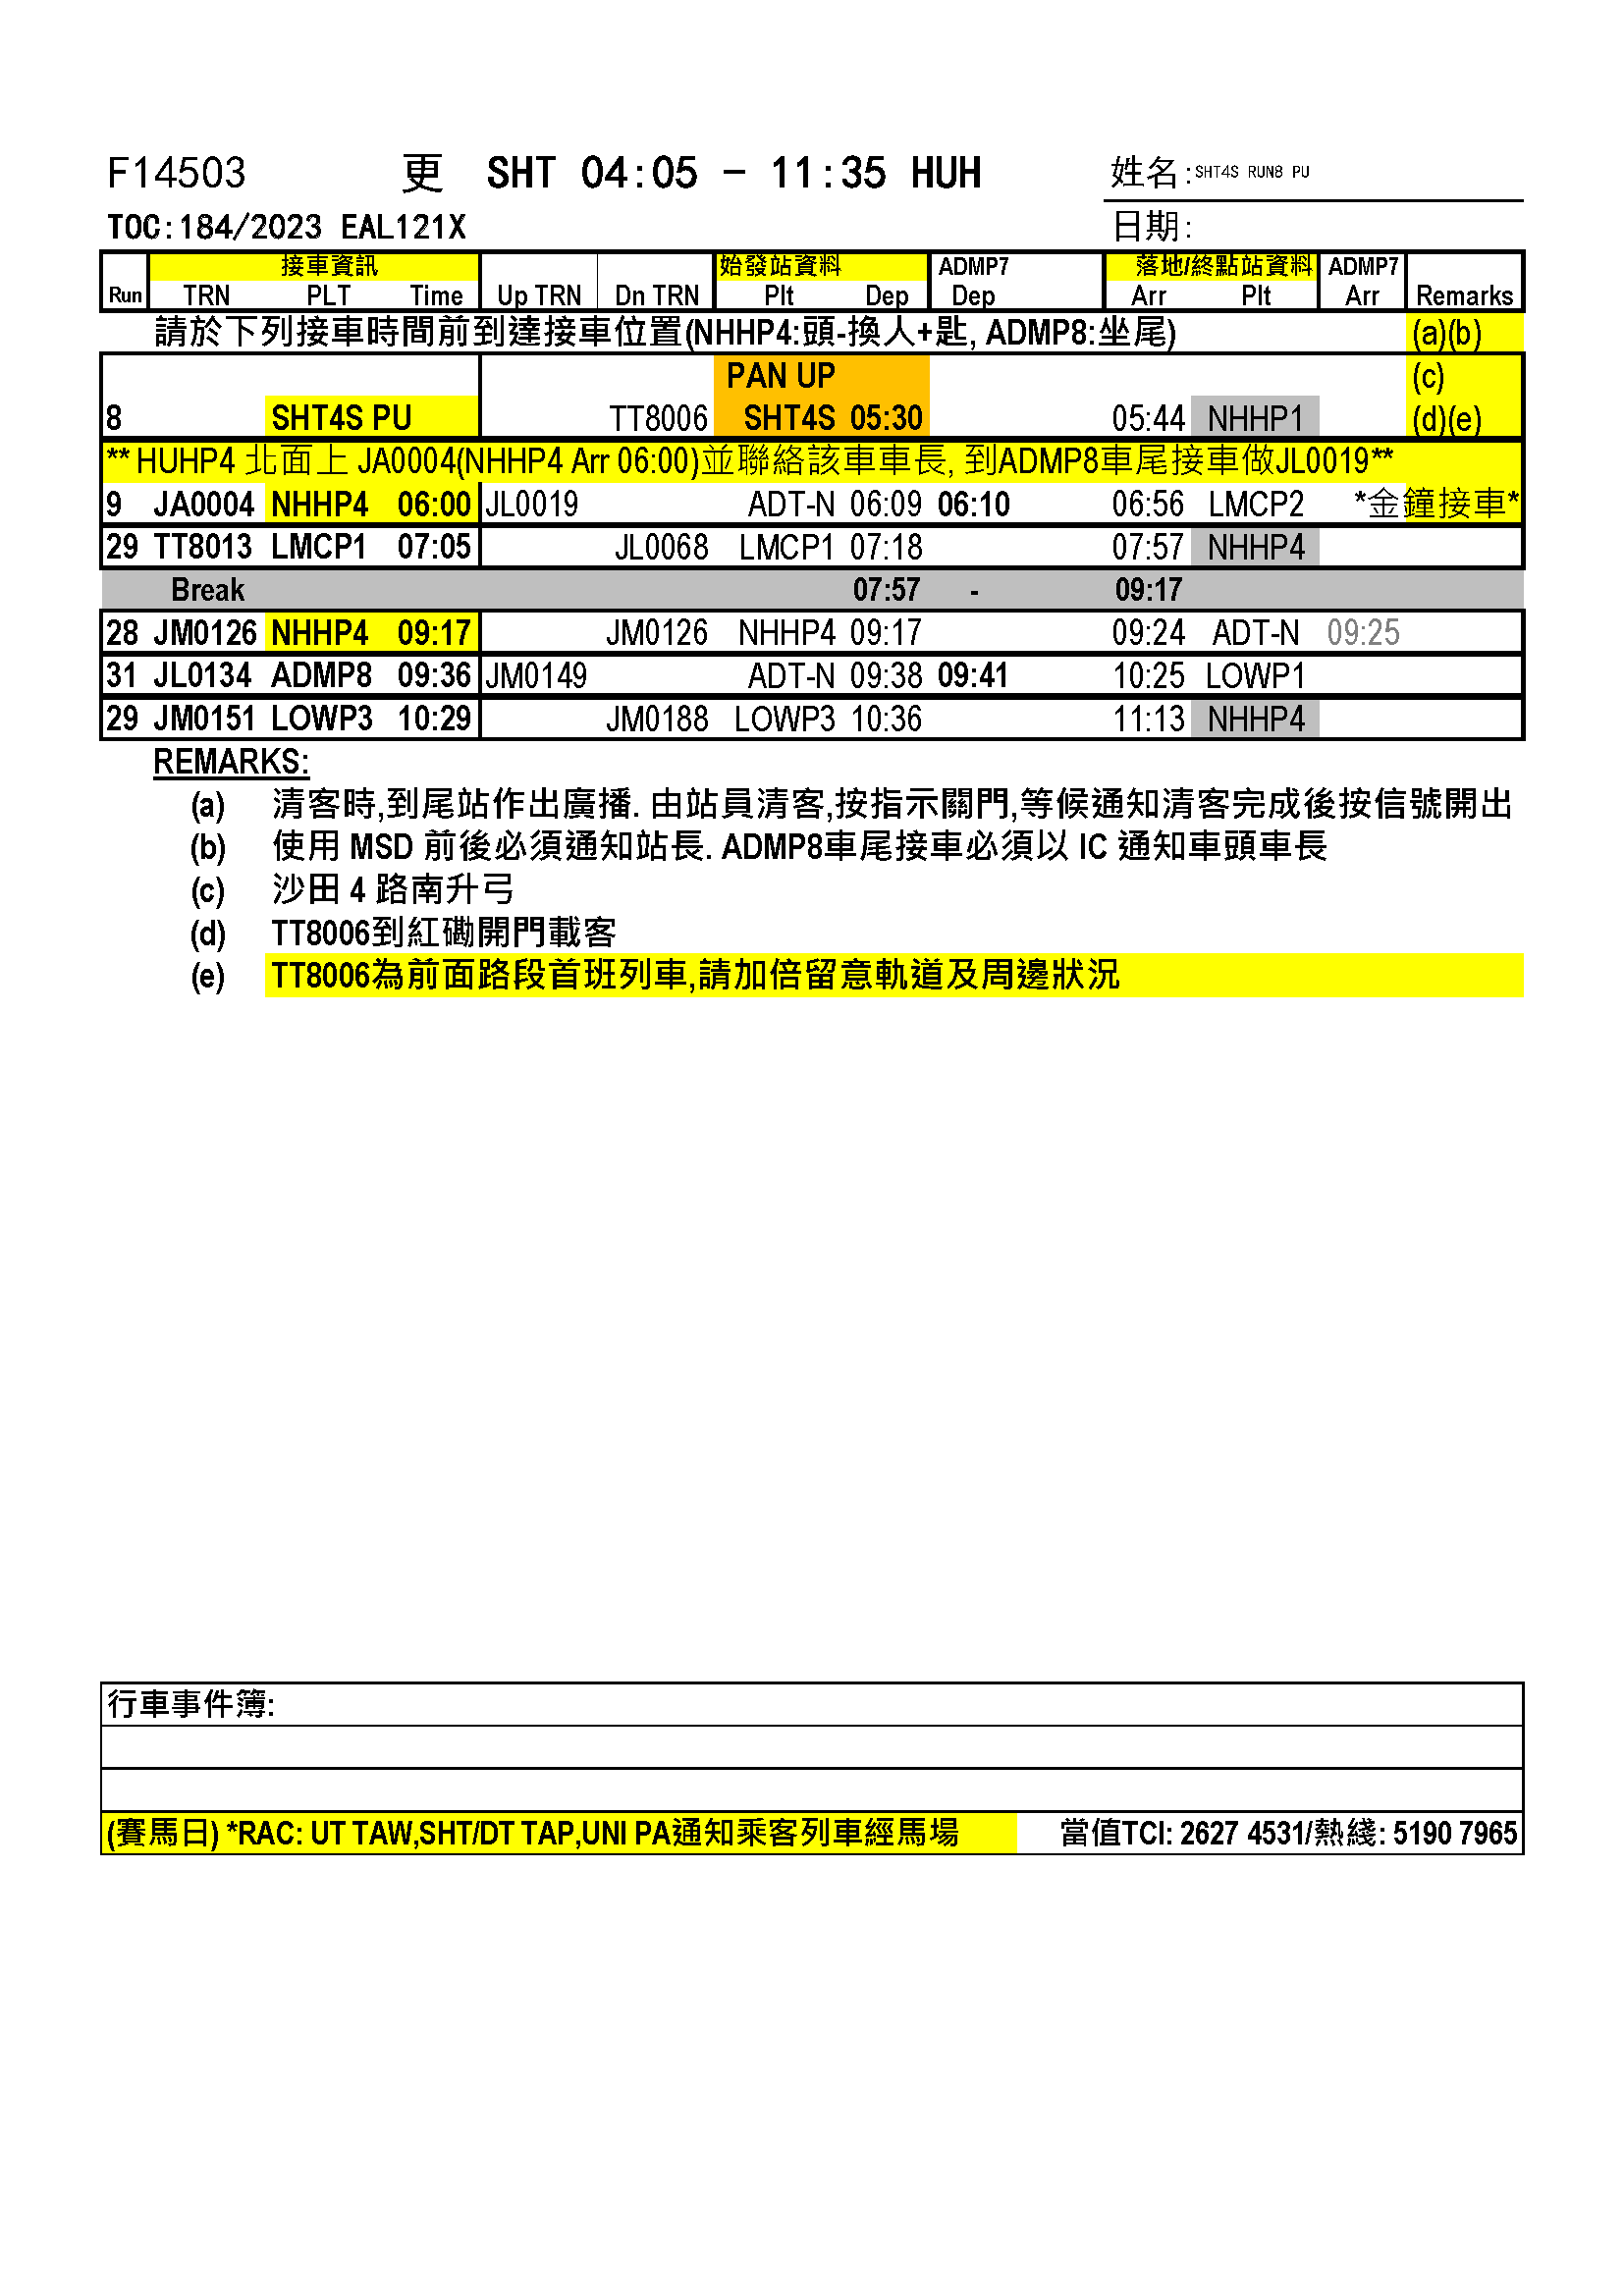 F14503 更 SHT 04:05 - 11:35 HUH 姓名:SHT4S RUN8 PU
TOC:184/2023 EAL121X 日期:
接車資訊 始發站資料 ADMP7 落地/終點站資料 ADMP7
Run TRN PLT Time Up TRN Dn TRN Plt Dep Dep Arr Plt Arr Remarks
請於下列接車時間前到達接車位置(NHHP4:頭-換人+匙, ADMP8:坐尾) (a)(b)
PAN UP (c)
8 SHT4S PU TT8006 SHT4S 05:30 05:44 NHHP1 (d)(e)
** HUHP4 北面上 JA0004(NHHP4 Arr 06:00)並聯絡該車車長, 到ADMP8車尾接車做JL0019**
9 JA0004 NHHP4 06:00 JL0019 ADT-N 06:09 06:10 06:56 LMCP2 *金鐘接車*
29 TT8013 LMCP1 07:05 JL0068 LMCP1 07:18 07:57 NHHP4
Break 07:57 - 09:17
28 JM0126 NHHP4 09:17 JM0126 NHHP4 09:17 09:24 ADT-N 09:25
31 JL0134 ADMP8 09:36 JM0149 ADT-N 09:38 09:41 10:25 LOWP1
29 JM0151 LOWP3 10:29 JM0188 LOWP3 10:36 11:13 NHHP4
REMARKS:
(a) 清客時,到尾站作出廣播. 由站員清客,按指示關門,等候通知清客完成後按信號開出
(b) 使用 MSD 前後必須通知站長. ADMP8車尾接車必須以 IC 通知車頭車長
(c) 沙田 4 路南升弓
(d) TT8006到紅磡開門載客
(e) TT8006為前面路段首班列車,請加倍留意軌道及周邊狀況
行車事件簿:
(賽馬日) *RAC: UT TAW,SHT/DT TAP,UNI PA通知乘客列車經馬場 當值TCI: 2627 4531/熱綫: 5190 7965